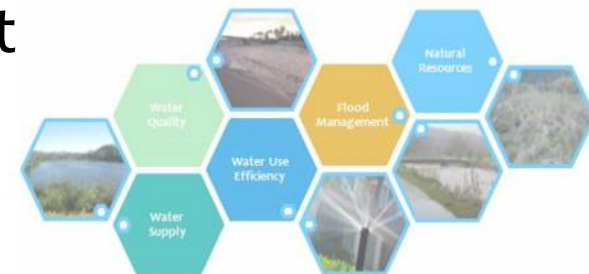 t
Natural
Resources
Water
Quality
Flood
Management
Water Use
Efficiency
Water
Supply